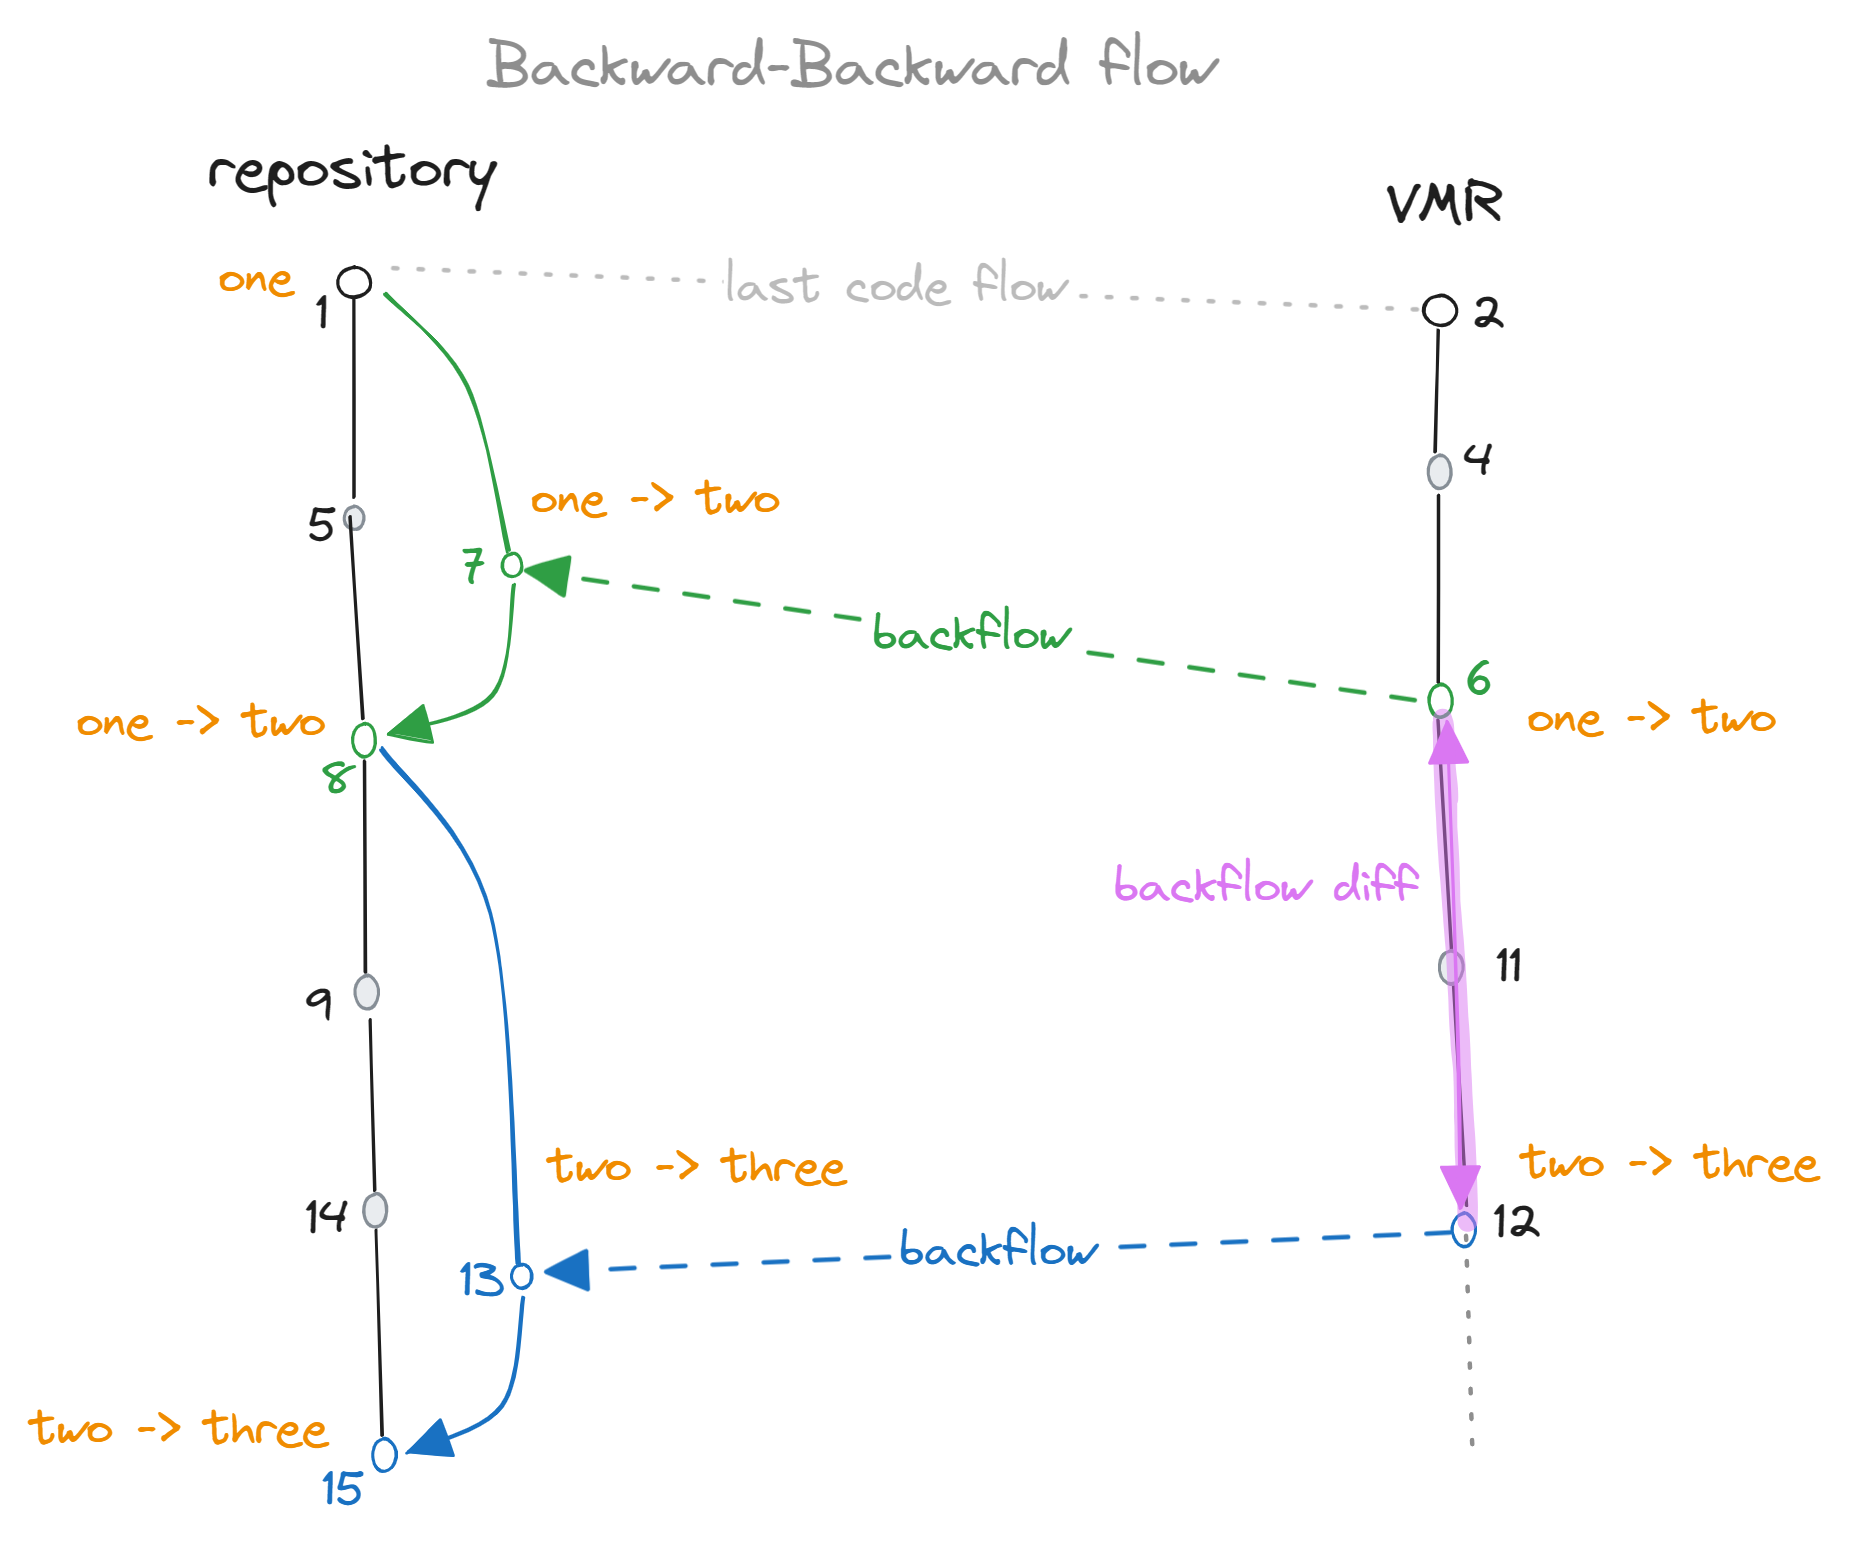 Backward-Backward flow
repository
VMR
one
1
last code flow
2
4
one -> two
5
7
backflow
6
one -> two
one -> two
8
backflow diff
11
9
two -> three
two -> three
14
12
13
backflow
two -> three
15